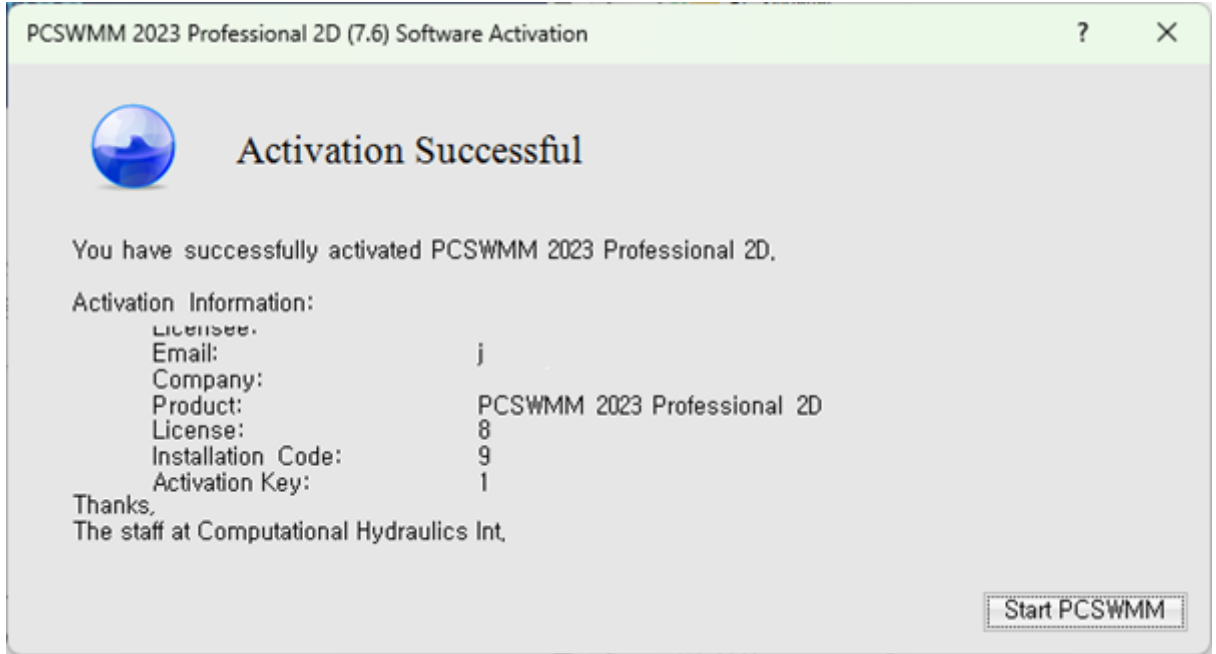 PCSWMM 2023 Professional 2D (7.6) Software Activation
Activation Successful
You have successfully activated PCSWMM 2023 Professional 2D.
Activation Information:
Licensee:
Email: j
Company:
Product: PCSWMM 2023 Professional 2D
License: 8
Installation Code: 9
Activation Key: 1
Thanks,
The staff at Computational Hydraulics Int.
Start PCSWMM